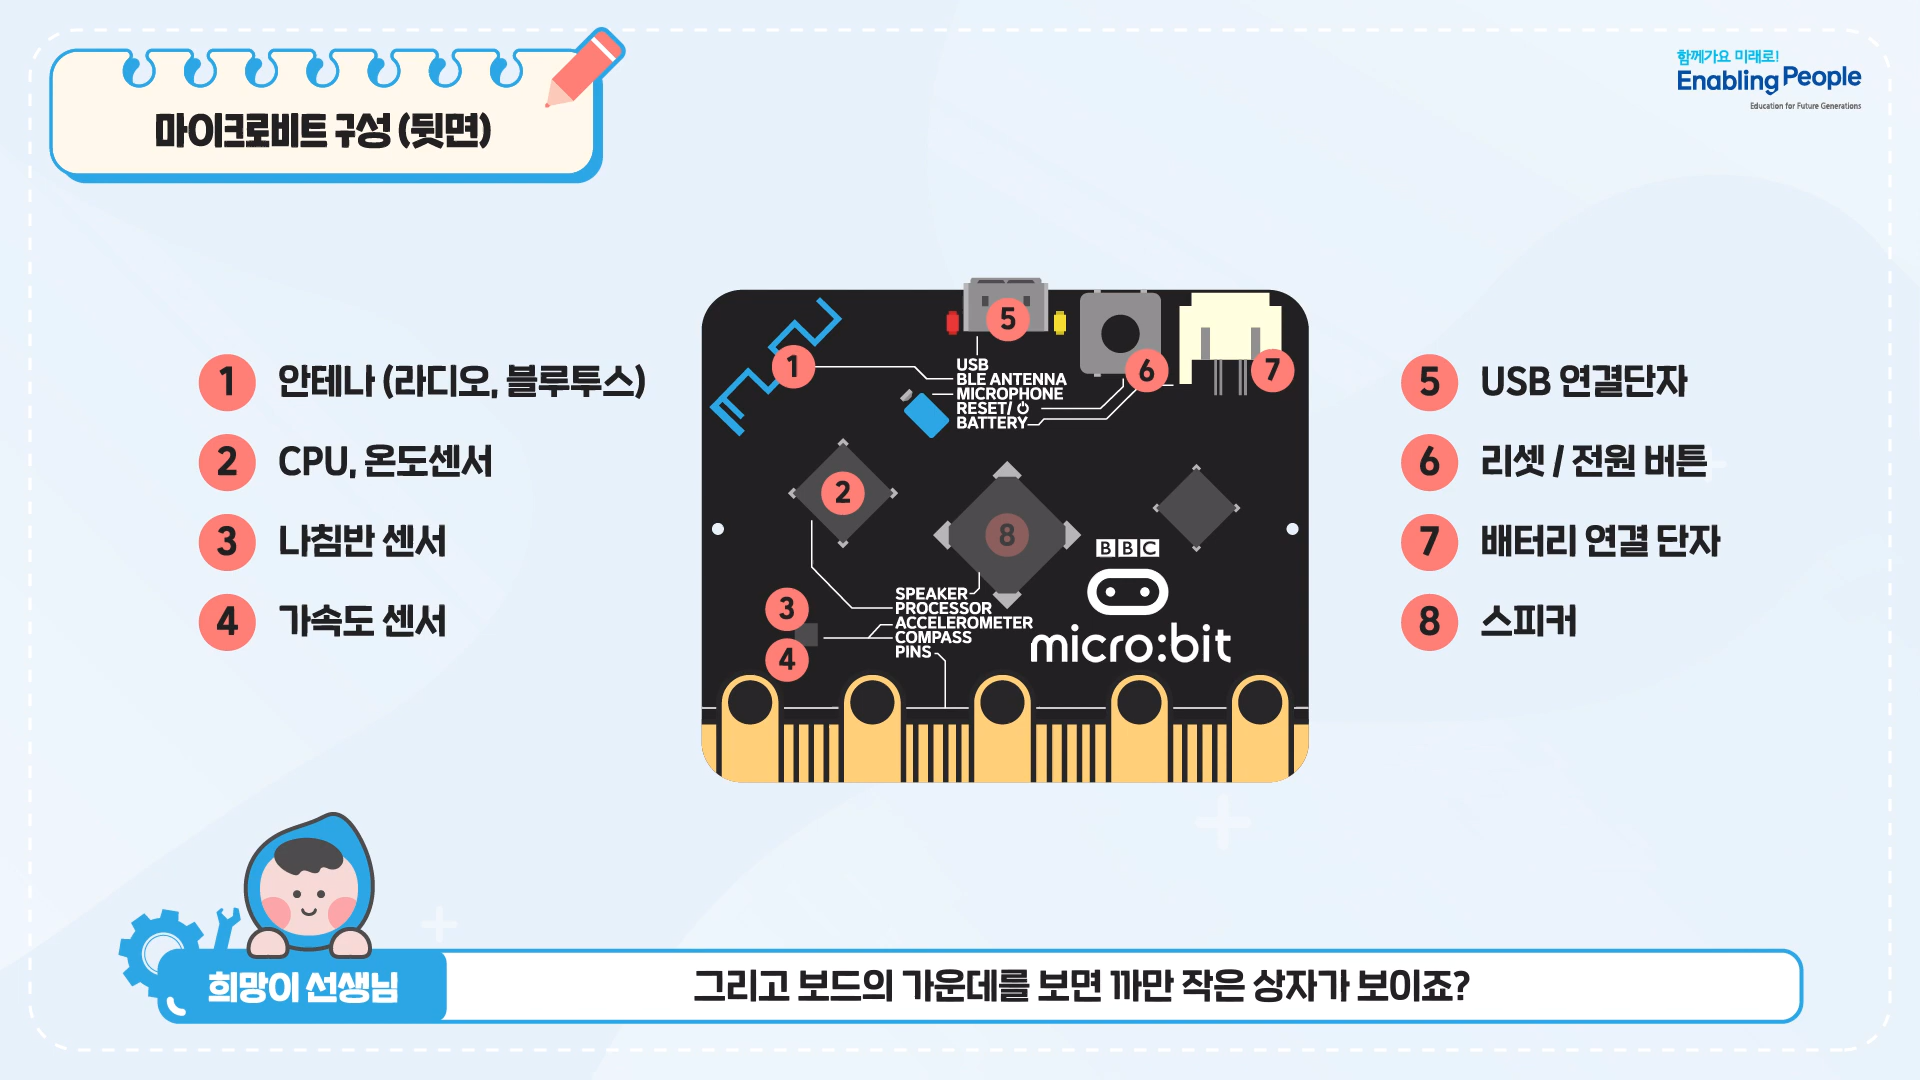 마이크로비트 구성 (뒷면)
함께가요 미래로!
Enabling People
Education for Future Generations
1 안테나 (라디오, 블루투스)
2 CPU, 온도센서
3 나침반 센서
4 가속도 센서
5
1
6
7
USB
BLE ANTENNA
MICROPHONE
RESET/
BATTERY
2
8
BBC
3
4
SPEAKER
PROCESSOR
ACCELEROMETER
COMPASS
PINS
micro:bit
5 USB 연결단자
6 리셋 / 전원 버튼
7 배터리 연결 단자
8 스피커
희망이 선생님
그리고 보드의 가운데를 보면 까만 작은 상자가 보이죠?